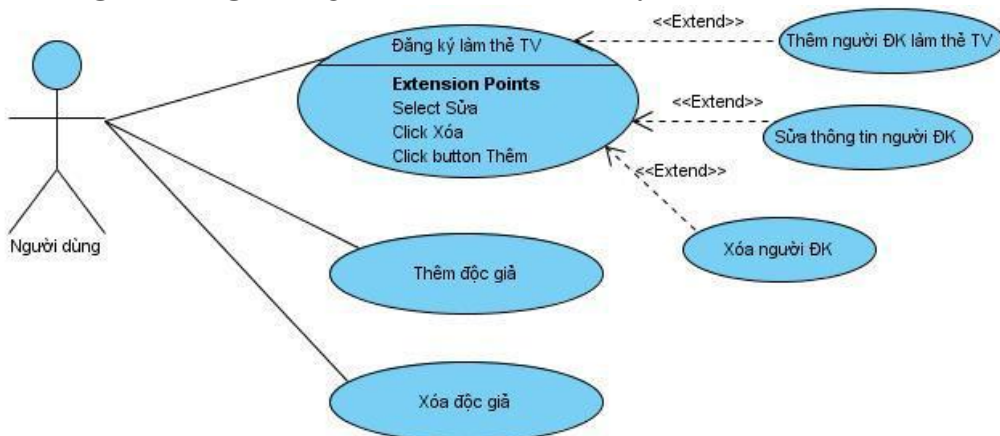 Đăng ký làm thẻ TV
Extension Points
Select Sửa
Click Xóa
Click button Thêm
<<Extend>>
Thêm người ĐK làm thẻ TV
<<Extend>>
Sửa thông tin người ĐK
<<Extend>>
Xóa người ĐK
Người dùng
Thêm độc giả
Xóa độc giả